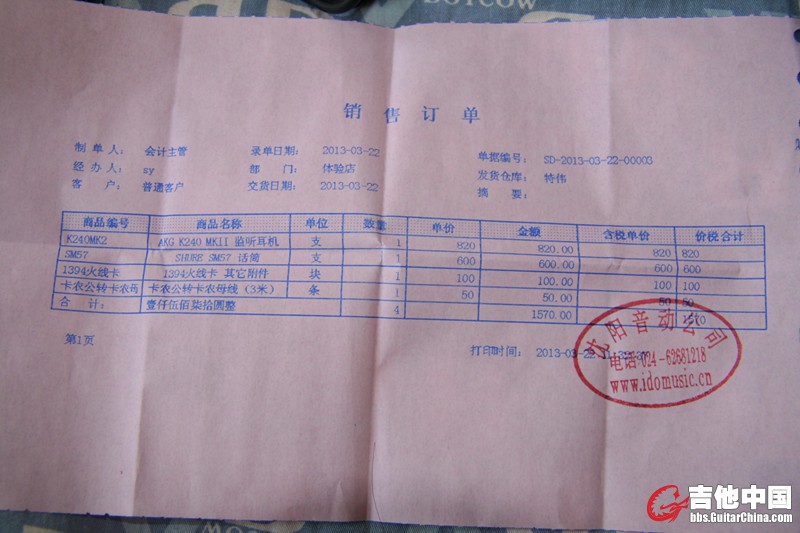 BOTCOW
销售订单
制单人： 会计主管 录单日期： 2013-03-22 单据编号： SD-2013-03-22-00003
经办人： sy 部门： 体验店 发货仓库： 特伟
客户： 普通客户 交货日期： 2013-03-22 摘要：
商品编号 商品名称 单位 数量 单价 金额 含税单价 价税合计
K240MK2 AKG K240 MKII 监听耳机 支 1 820 820.00 820 820
SM57 SHURE SM57 话筒 支 1 600 600.00 600 600
1394火线卡 1394火线卡 其它附件 块 1 100 100.00 100 100
卡农公转卡农母 卡农公转卡农母线（3米） 条 1 50 50.00 50 50
合计： 壹仟伍佰柒拾圆整 4 1570.00 1570
第1页 打印时间： 2013-03-22
沈阳音动公司
电话:024-62681218
www.idomusic.cn
吉他中国
bbs.GuitarChina.com